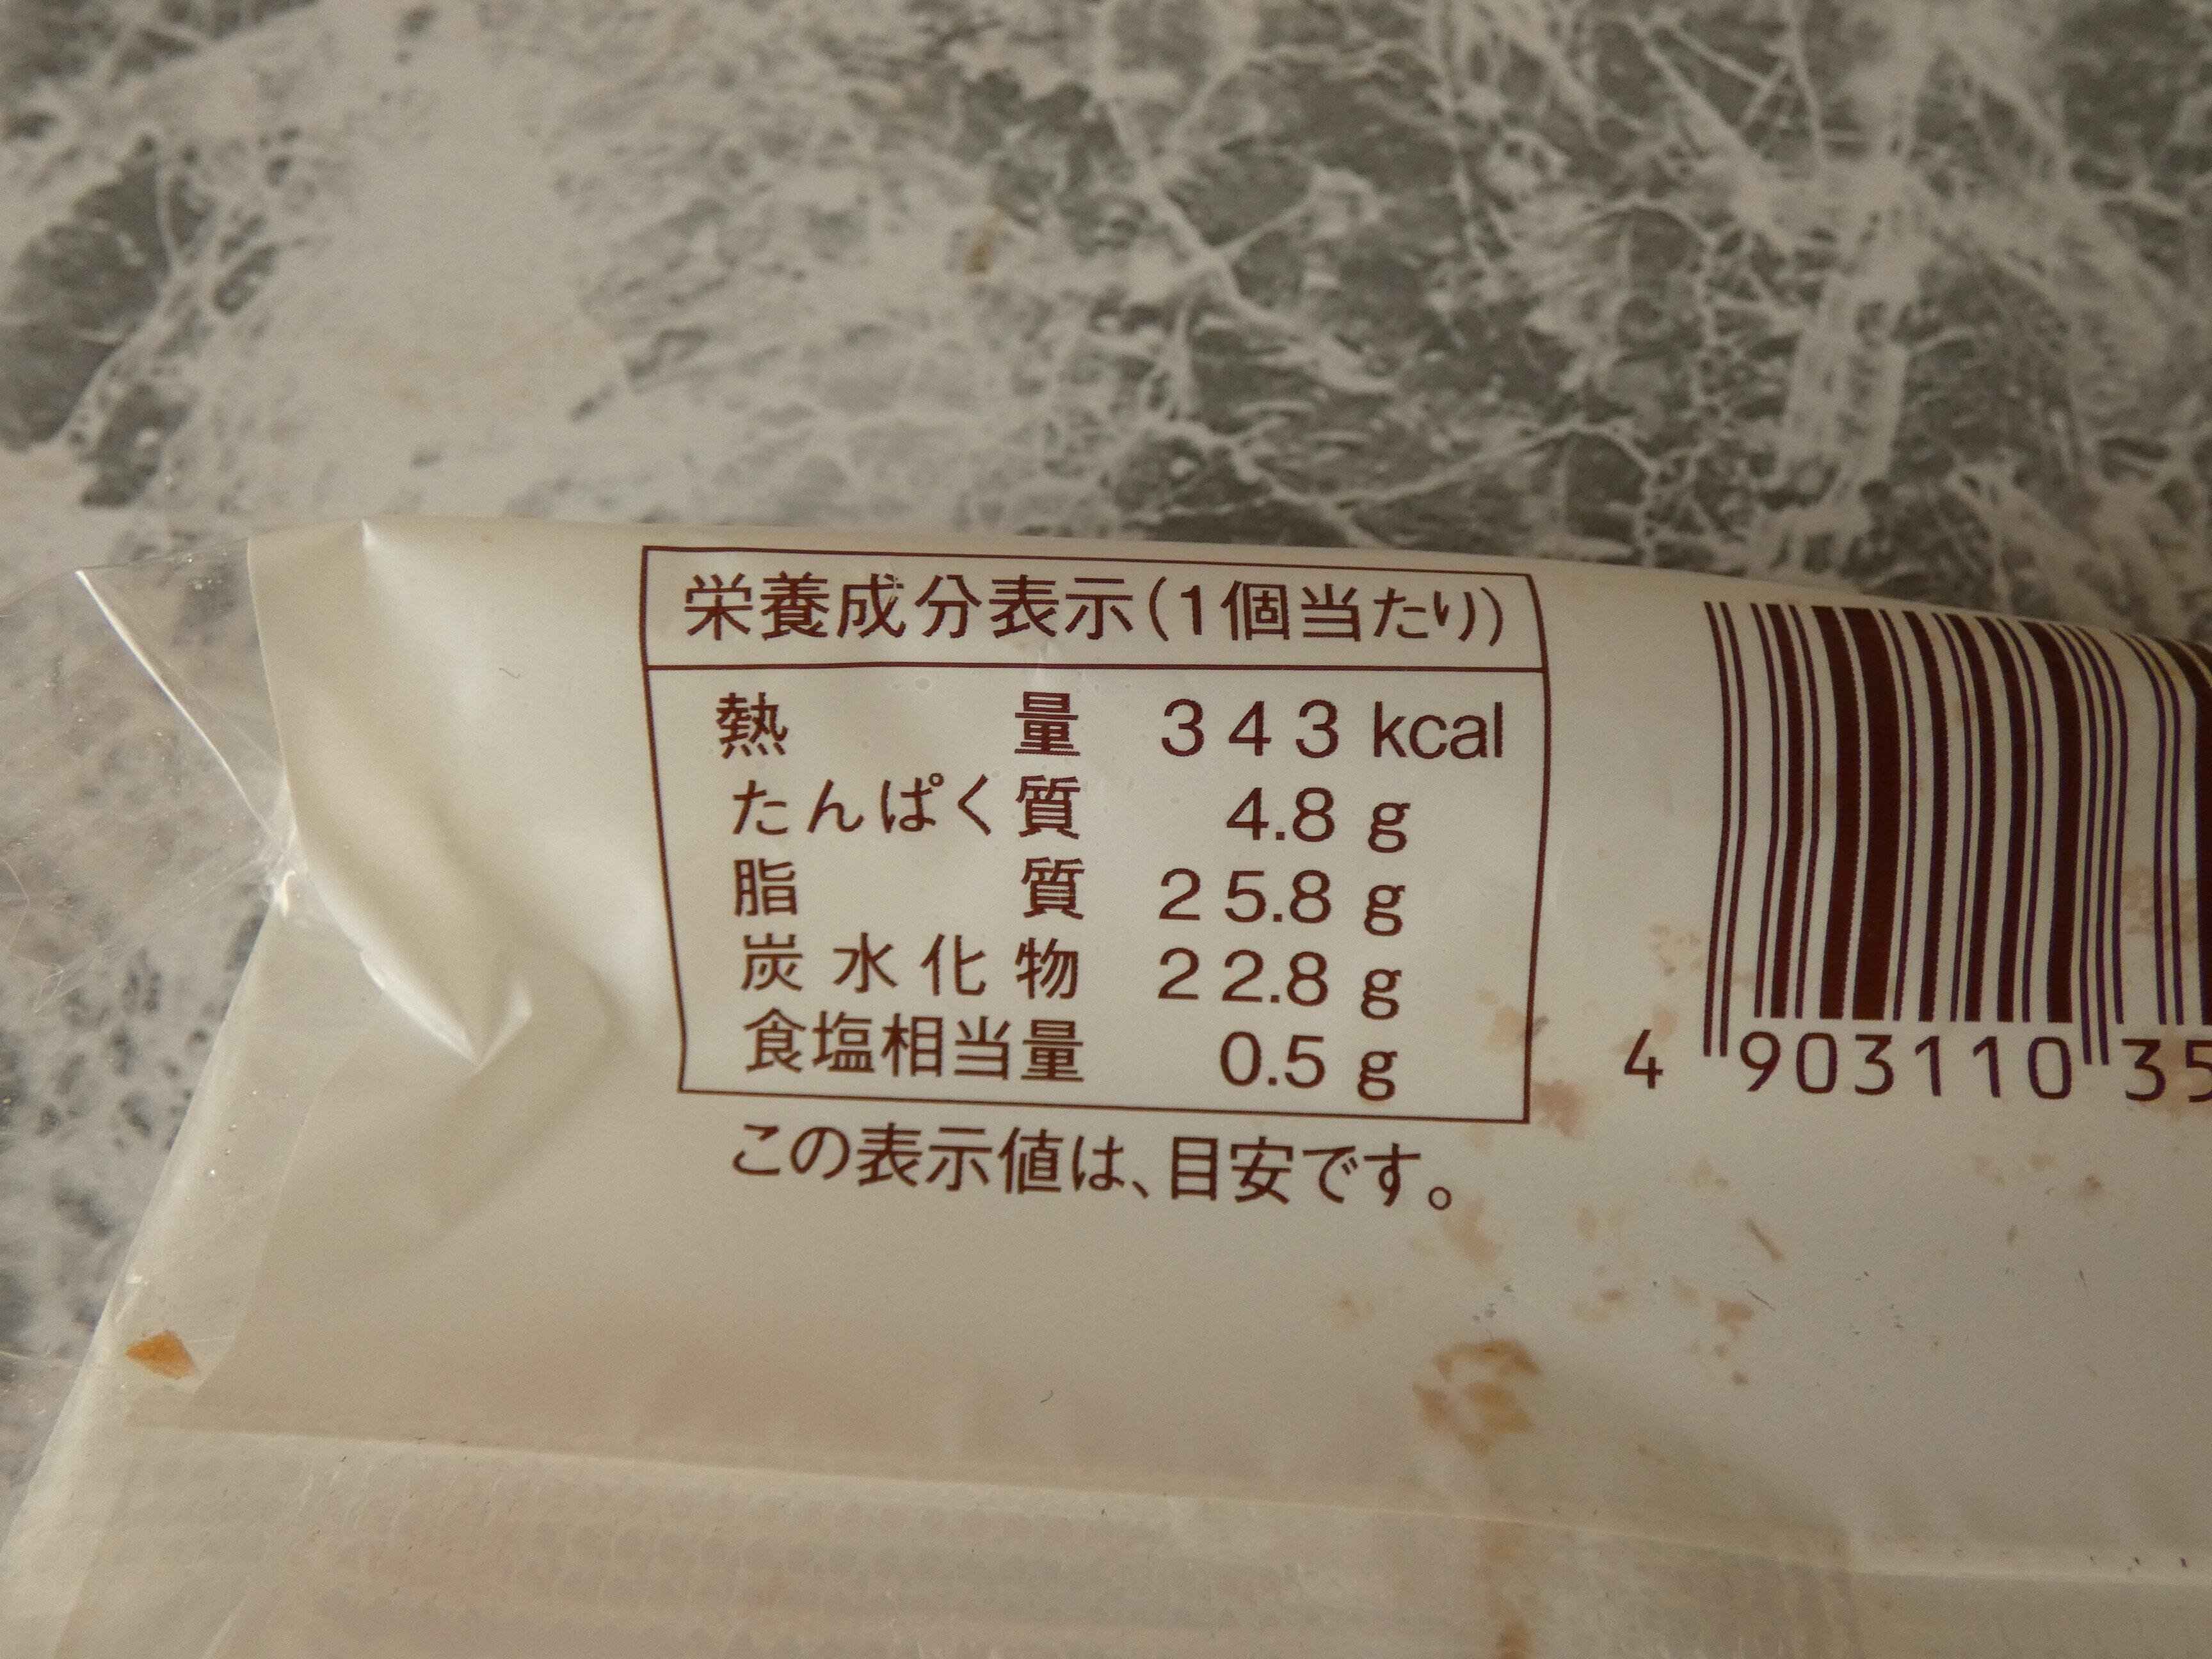 栄養成分表示(1個当たり)
熱量 343 kcal
たんぱく質 4.8 g
脂質 25.8 g
炭水化物 22.8 g
食塩相当量 0.5 g
この表示値は、目安です。
4 903110 35